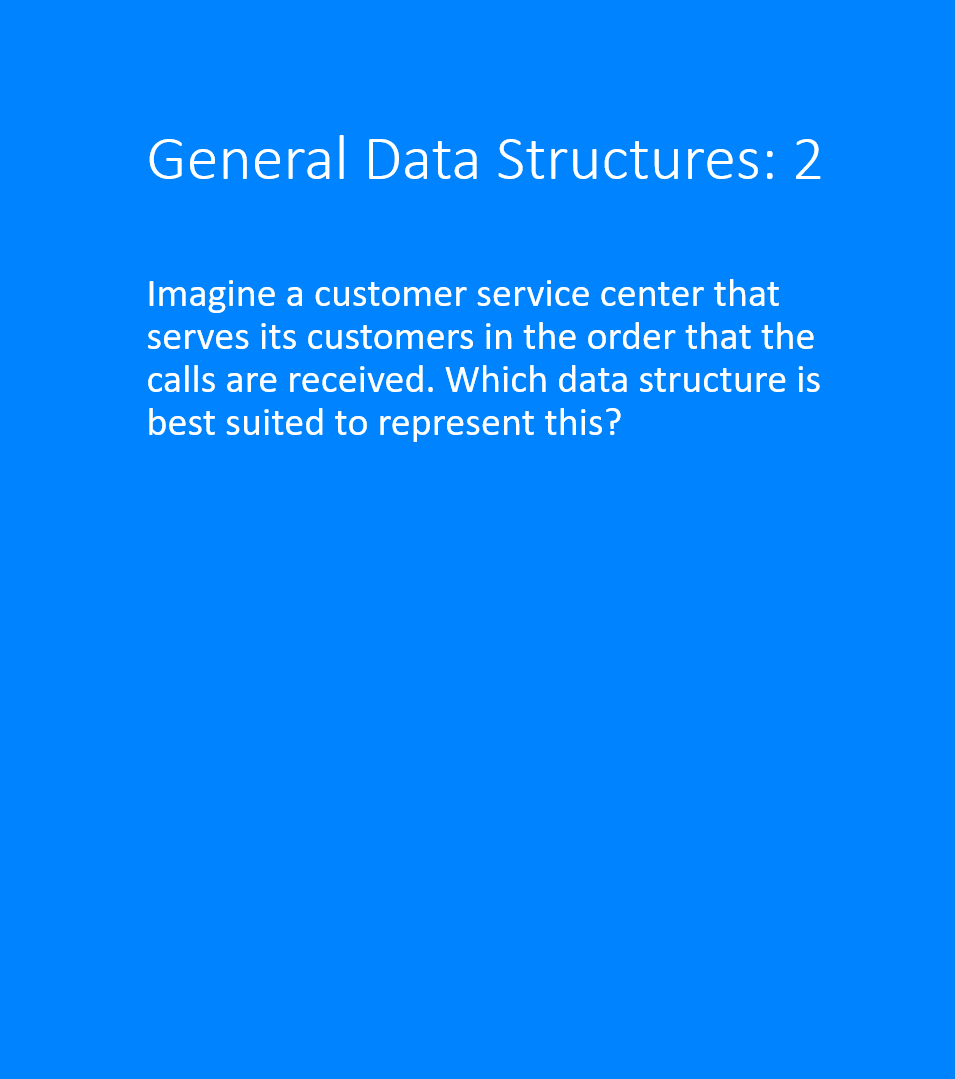 General Data Structures: 2
Imagine a customer service center that
serves its customers in the order that the
calls are received. Which data structure is
best suited to represent this?